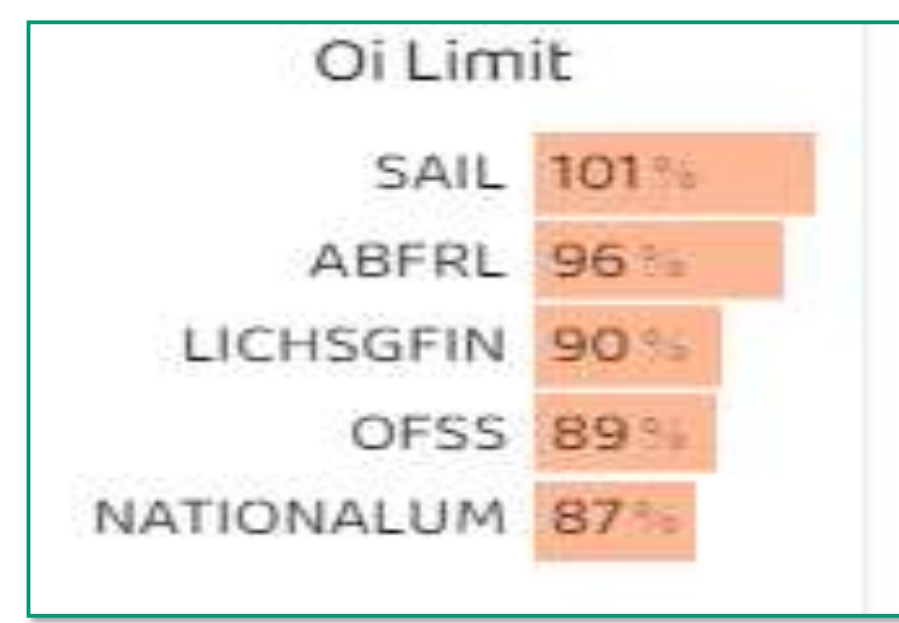 Oi Limit
SAIL 101%
ABFRL 96%
LICHSGFIN 90%
OFSS 89%
NATIONALUM 87%